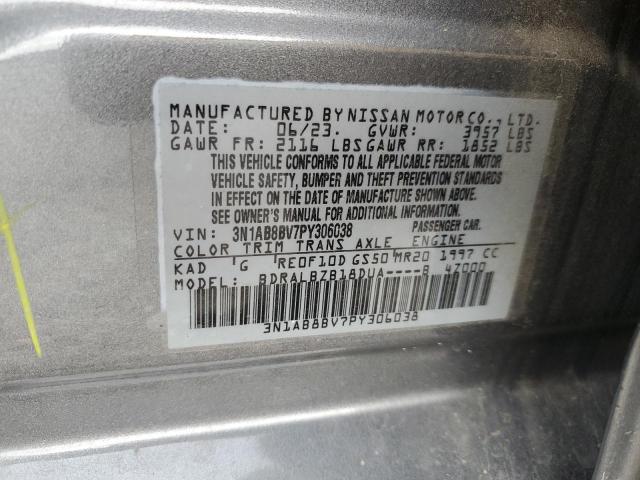 MANUFACTURED BY NISSAN MOTOR CO., LTD.
DATE: 06/23. GVWR: 3957 LBS
GAWR FR: 2116 LBS GAWR RR: 1852 LBS
THIS VEHICLE CONFORMS TO ALL APPLICABLE FEDERAL MOTOR
VEHICLE SAFETY, BUMPER AND THEFT PREVENTION STANDARDS
IN EFFECT ON THE DATE OF MANUFACTURE SHOWN ABOVE.
SEE OWNER'S MANUAL FOR ADDITIONAL INFORMATION.
VIN: 3N1AB8BV7PY306038 PASSENGER CAR.
COLOR TRIM TRANS AXLE ENGINE
KAD G RE0F10D GS50 MR20 1997 CC
MODEL: BDRALBZB18DUA----B 4Z000
3N1AB8BV7PY306038